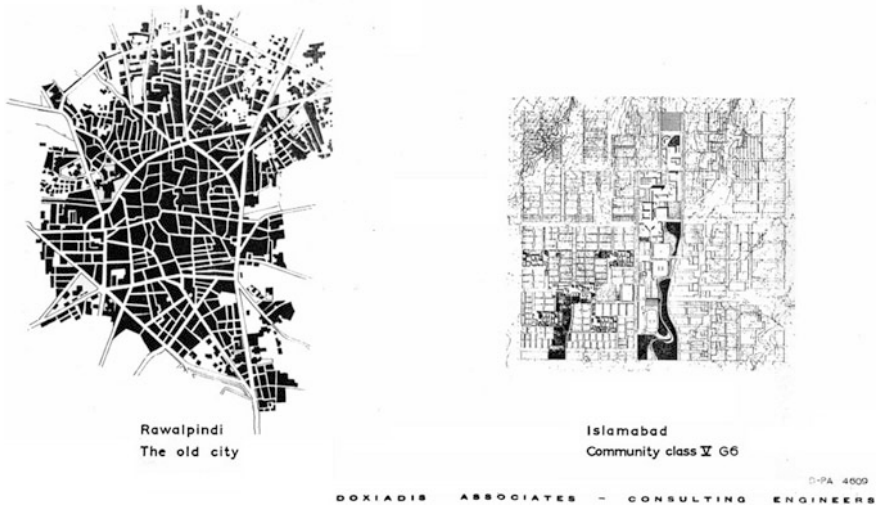 Rawalpindi
The old city
Islamabad
Community class V G6
D-PA 4609
DOXIADIS ASSOCIATES – CONSULTING ENGINEERS